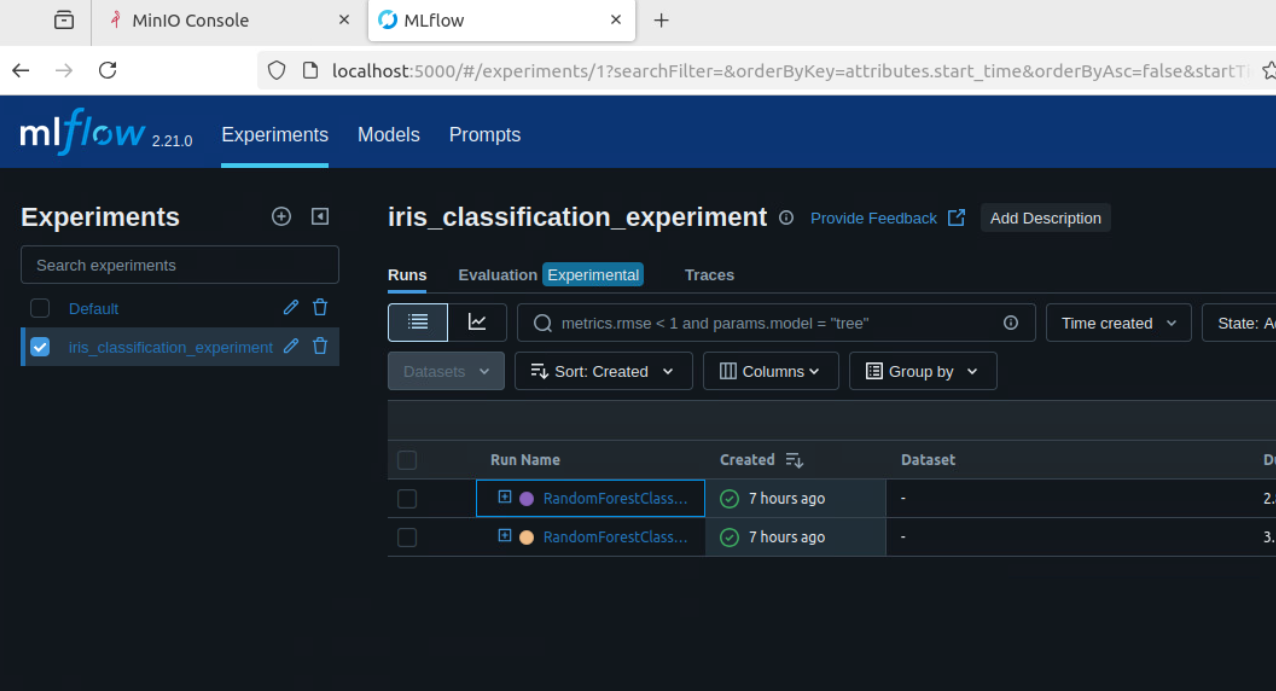 MinIO Console
MLflow
localhost:5000/#/experiments/1?searchFilter=&orderByKey=attributes.start_time&orderByAsc=false&startTi
mlflow 2.21.0 Experiments Models Prompts
Experiments
Search experiments
Default
iris_classification_experiment
iris_classification_experiment Provide Feedback Add Description
Runs Evaluation Experimental Traces
metrics.rmse < 1 and params.model = "tree" Time created State: A
Datasets Sort: Created Columns Group by
Run Name Created Dataset D
RandomForestClass... 7 hours ago - 2.
RandomForestClass... 7 hours ago - 3.